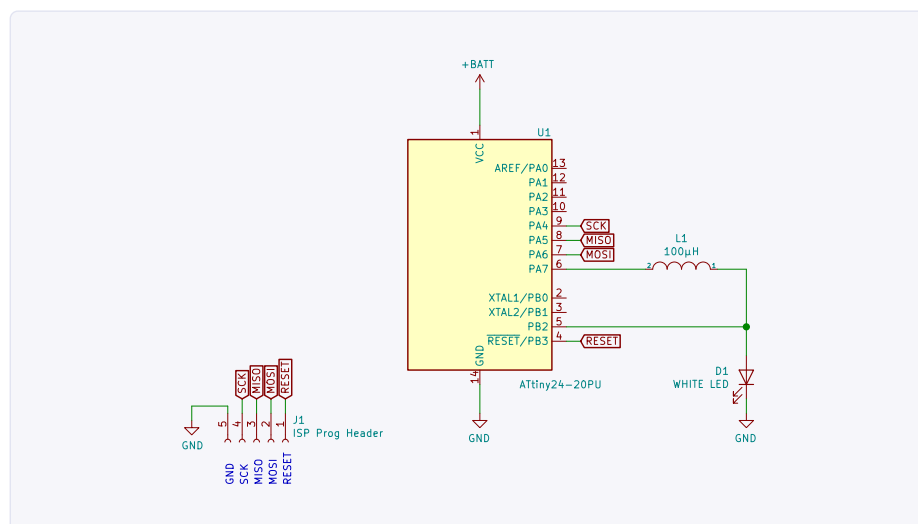 +BATT
U1
1
VCC
AREF/PA0 13
PA1 12
PA2 11
PA3 10
PA4 9 SCK
PA5 8 MISO
PA6 7 MOSI
PA7 6
L1
100µH
2 1
XTAL1/PB0 2
XTAL2/PB1 3
PB2 5
RESET/PB3 4 RESET
GND
14
ATtiny24-20PU
GND
D1
WHITE LED
GND
SCK
MISO
MOSI
RESET
5
4
3
2
1
J1
ISP Prog Header
GND
GND
SCK
MISO
MOSI
RESET